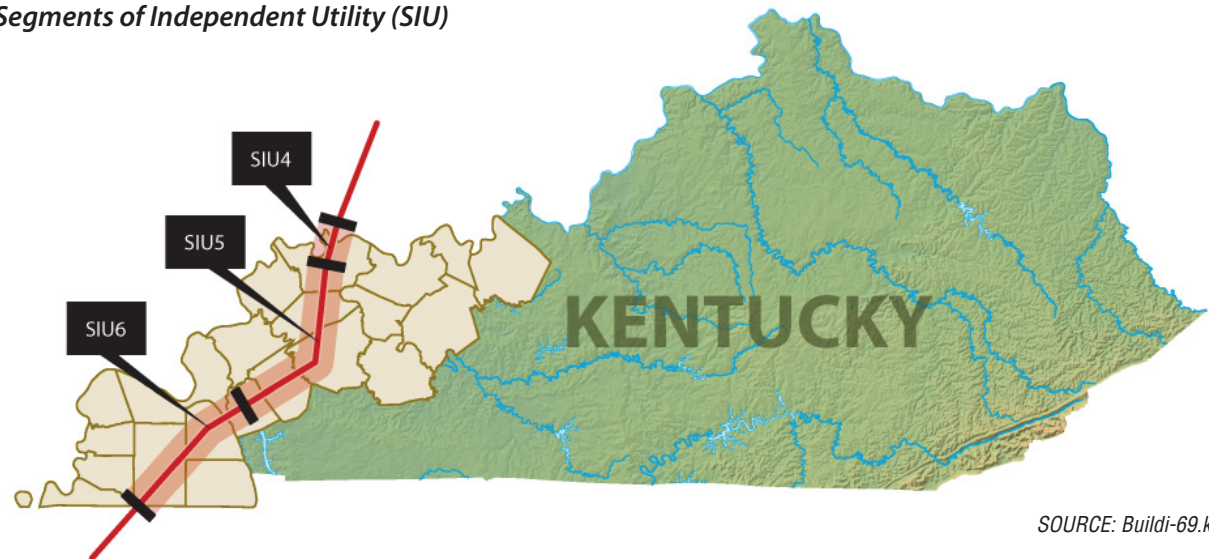 Segments of Independent Utility (SIU)
SIU4
SIU5
SIU6
KENTUCKY
SOURCE: Buildi-69.k